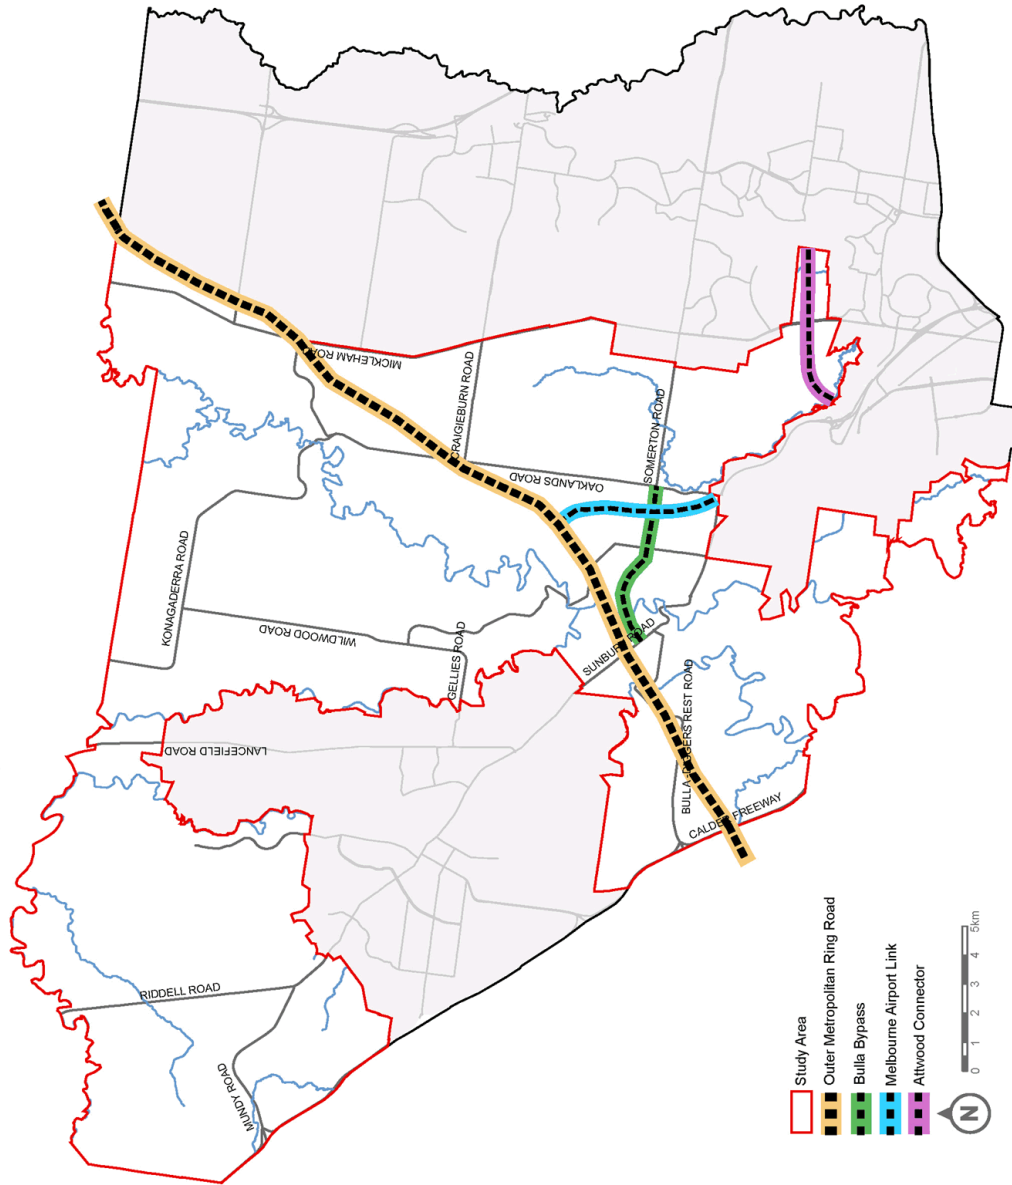 MICKLEHAM ROAD
CRAIGIEBURN ROAD
SOMERTON ROAD
OAKLANDS ROAD
KONAGADERRA ROAD
WILDWOOD ROAD
GELLIES ROAD
SUNBURY ROAD
LANCEFIELD ROAD
BULLA-DIGGERS REST ROAD
CALDER FREEWAY
RIDDELL ROAD
MUNDY ROAD
Study Area
Outer Metropolitan Ring Road
Bulla Bypass
Melbourne Airport Link
Attwood Connector
N
0 1 2 3 4 5km